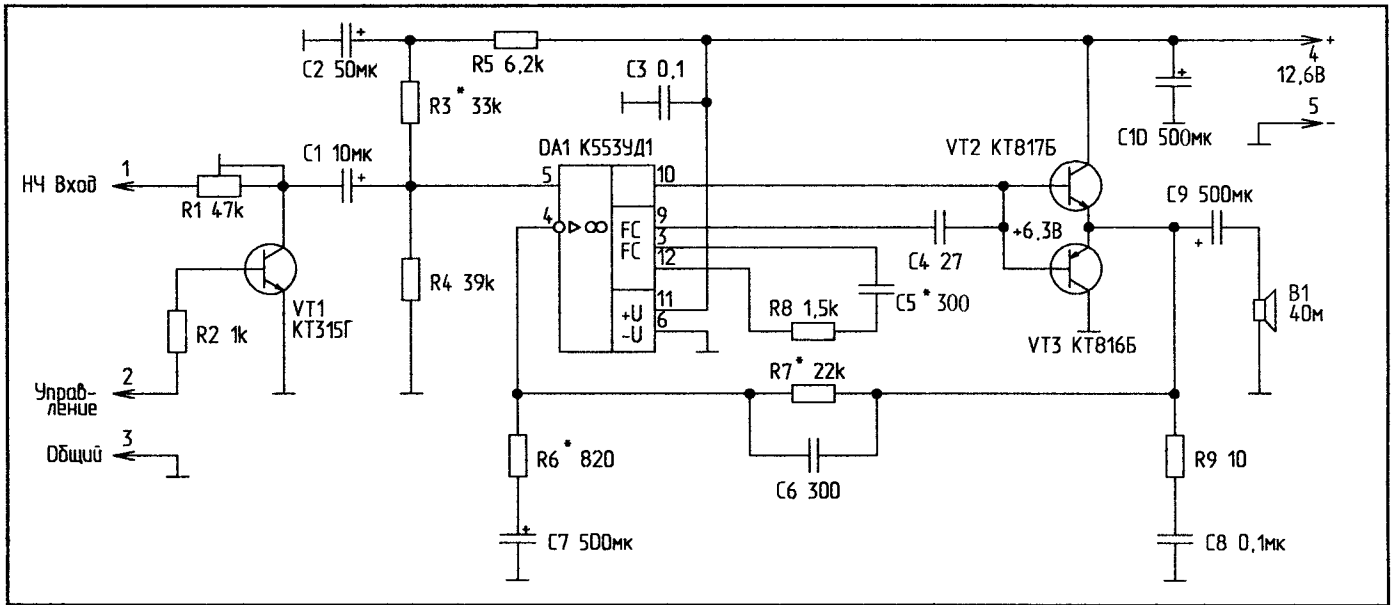 +
4
12,6В
C2 50мк
R5 6,2k
C3 0,1
R3* 33k
5
-
C10 500мк
DA1 К553УД1
VT2 КТ817Б
C1 10мк
НЧ Вход
1
5
10
C9 500мк
R1 47k
4
9
FC
3
FC
12
+6,3В
C4 27
R4 39k
VT1
КТ315Г
C5* 300
B1
4Ом
R8 1,5k
11
+U
6
-U
R2 1k
VT3 КТ816Б
R7* 22k
2
Управ-
ление
3
Общий
R6* 820
R9 10
C6 300
C7 500мк
C8 0,1мк